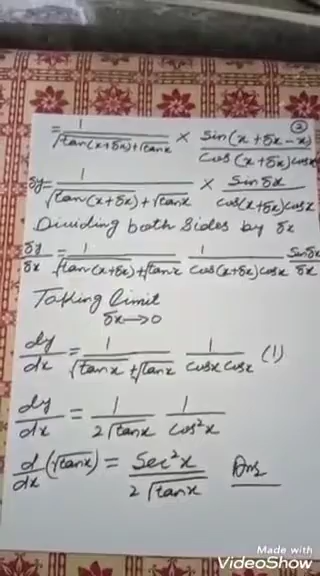 ②
= 1/(√tan(x+δx) + √tanx) × sin(x+δx-x)/(cos(x+δx)cosx)
δy = 1/(√tan(x+δx) + √tanx) × sinδx/(cos(x+δx)cosx)
Dividing both sides by δx
δy/δx = 1/(√tan(x+δx) + √tanx) 1/(cos(x+δx)cosx) sinδx/δx
Taking limit
δx→0
dy/dx = 1/(√tanx + √tanx) 1/(cosx cosx) (1)
dy/dx = 1/(2√tanx) 1/cos²x
d/dx(√tanx) = Sec²x/(2√tanx) Ans
Made with
VideoShow